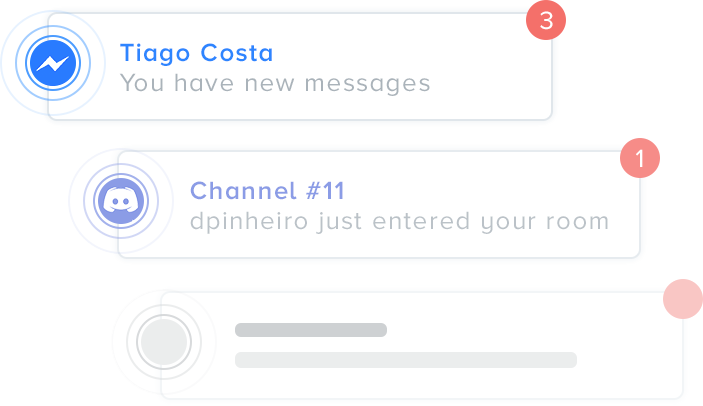 3
Tiago Costa
You have new messages
1
Channel #11
dpinheiro just entered your room